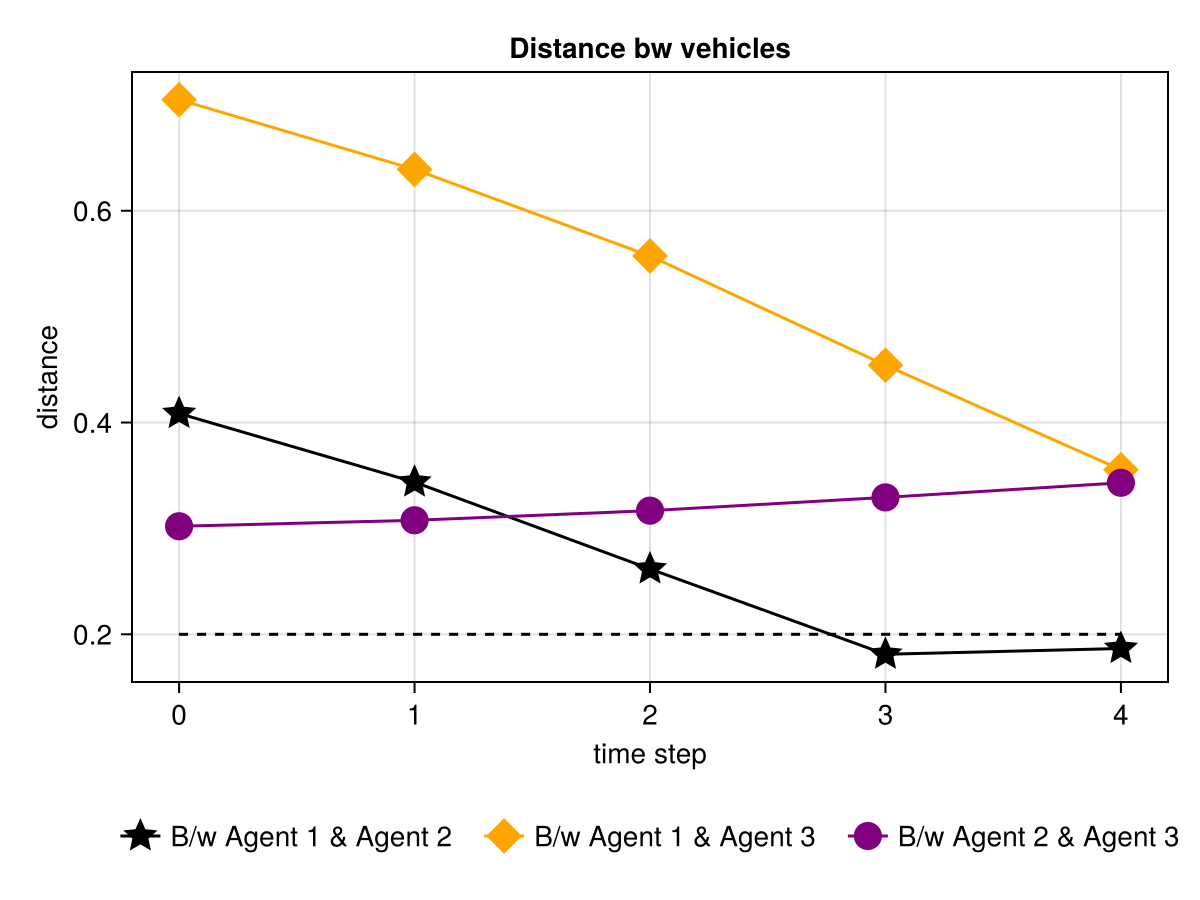 Distance bw vehicles
distance
0.6
0.4
0.2
0 1 2 3 4
time step
B/w Agent 1 & Agent 2 B/w Agent 1 & Agent 3 B/w Agent 2 & Agent 3